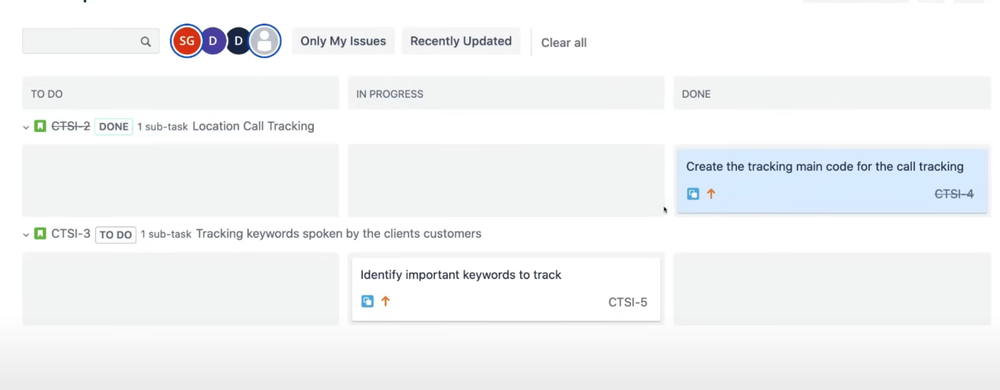 SG D D Only My Issues Recently Updated Clear all
TO DO IN PROGRESS DONE
CTSI-2 DONE 1 sub-task Location Call Tracking
Create the tracking main code for the call tracking
CTSI-4
CTSI-3 TO DO 1 sub-task Tracking keywords spoken by the clients customers
Identify important keywords to track
CTSI-5